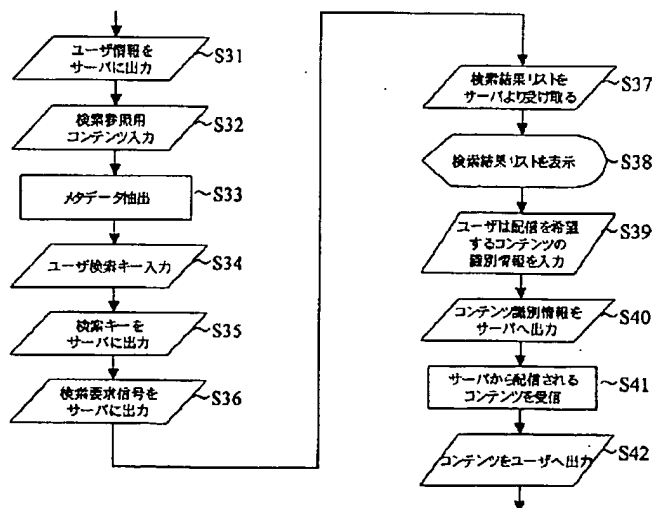 ユーザ情報を
サーバに出力
S31
検索参照用
コンテンツ入力
S32
メタデータ抽出
S33
ユーザ検索キー入力
S34
検索キーを
サーバに出力
S35
検索要求信号を
サーバに出力
S36
検索結果リストを
サーバより受け取る
S37
検索結果リストを表示
S38
ユーザは配信を希望
するコンテンツの
識別情報を入力
S39
コンテンツ識別情報を
サーバへ出力
S40
サーバから配信される
コンテンツを受信
S41
コンテンツをユーザへ出力
S42